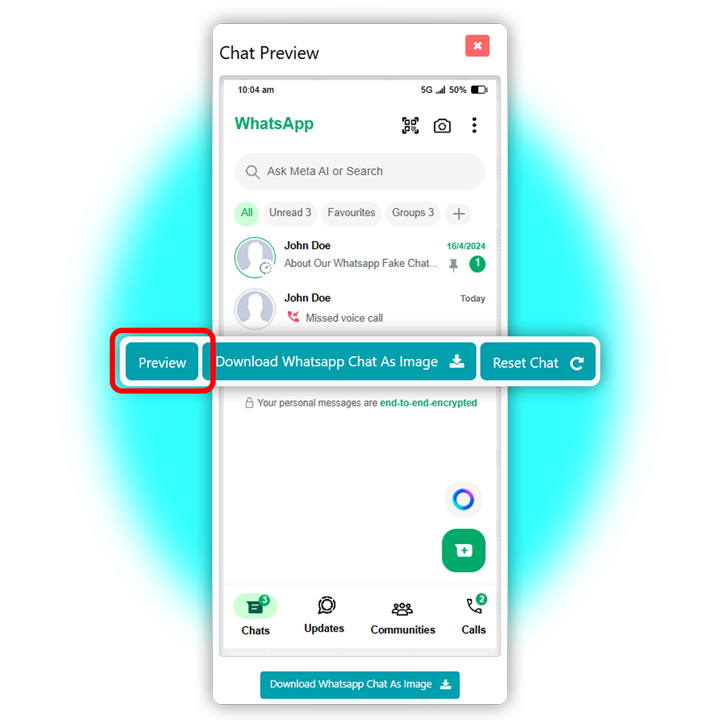 Chat Preview
10:04 am 5G 50%
WhatsApp
Ask Meta AI or Search
All Unread 3 Favourites Groups 3
John Doe 16/4/2024
About Our Whatsapp Fake Chat... 1
John Doe Today
Missed voice call
Preview Download Whatsapp Chat As Image Reset Chat
Your personal messages are end-to-end-encrypted
3 2
Chats Updates Communities Calls
Download Whatsapp Chat As Image